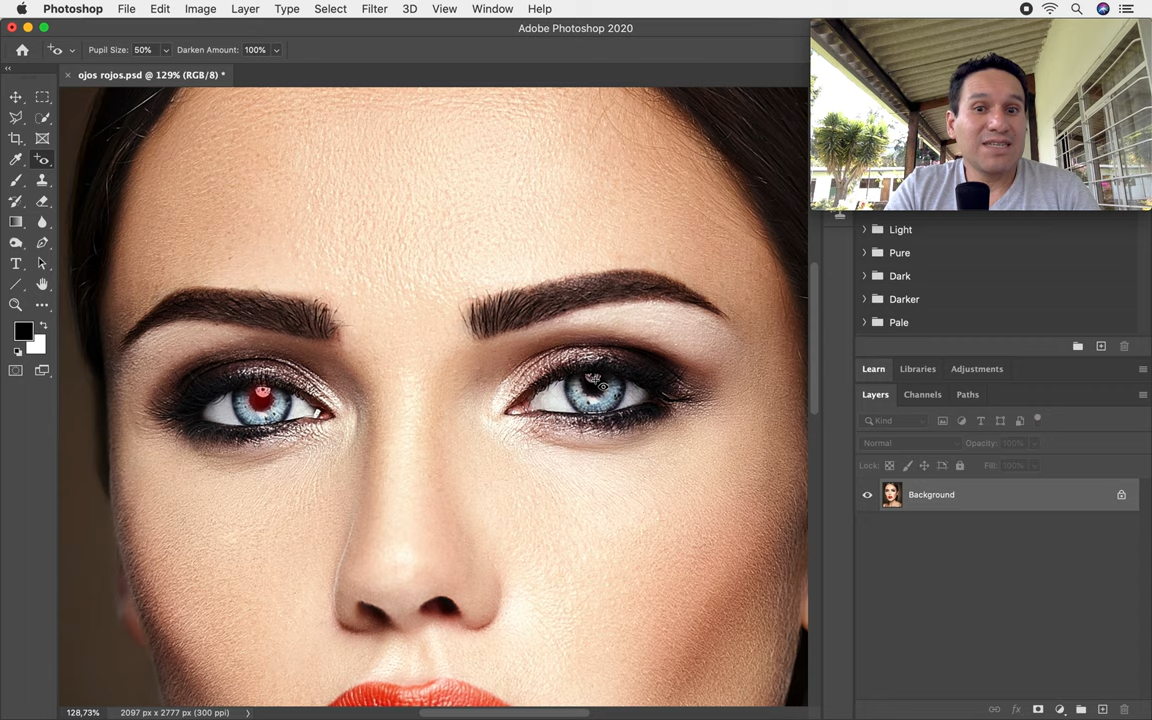 Photoshop File Edit Image Layer Type Select Filter 3D View Window Help
Adobe Photoshop 2020
Pupil Size: 50% Darken Amount: 100%
ojos rojos.psd @ 129% (RGB/8) *
Light
Pure
Dark
Darker
Pale
Learn Libraries Adjustments
Layers Channels Paths
Kind
Normal Opacity: 100%
Lock: Fill: 100%
Background
128,73% 2097 px x 2777 px (300 ppi)